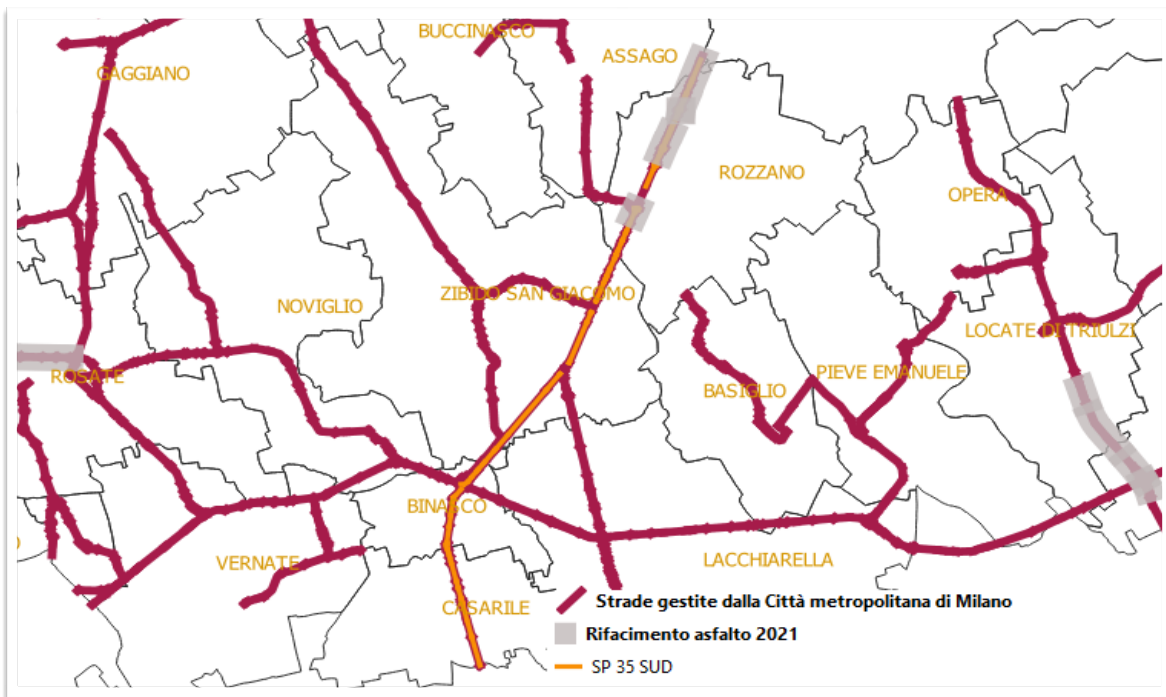 BUCCINASCO
ASSAGO
GAGGIANO
ROZZANO
OPERA
ZIBIDO SAN GIACOMO
NOVIGLIO
LOCATE DI TRIULZI
ROSATE
PIEVE EMANUELE
BASIGLIO
BINASCO
O
VERNATE
LACCHIARELLA
CASARILE
Strade gestite dalla Città metropolitana di Milano
Rifacimento asfalto 2021
SP 35 SUD